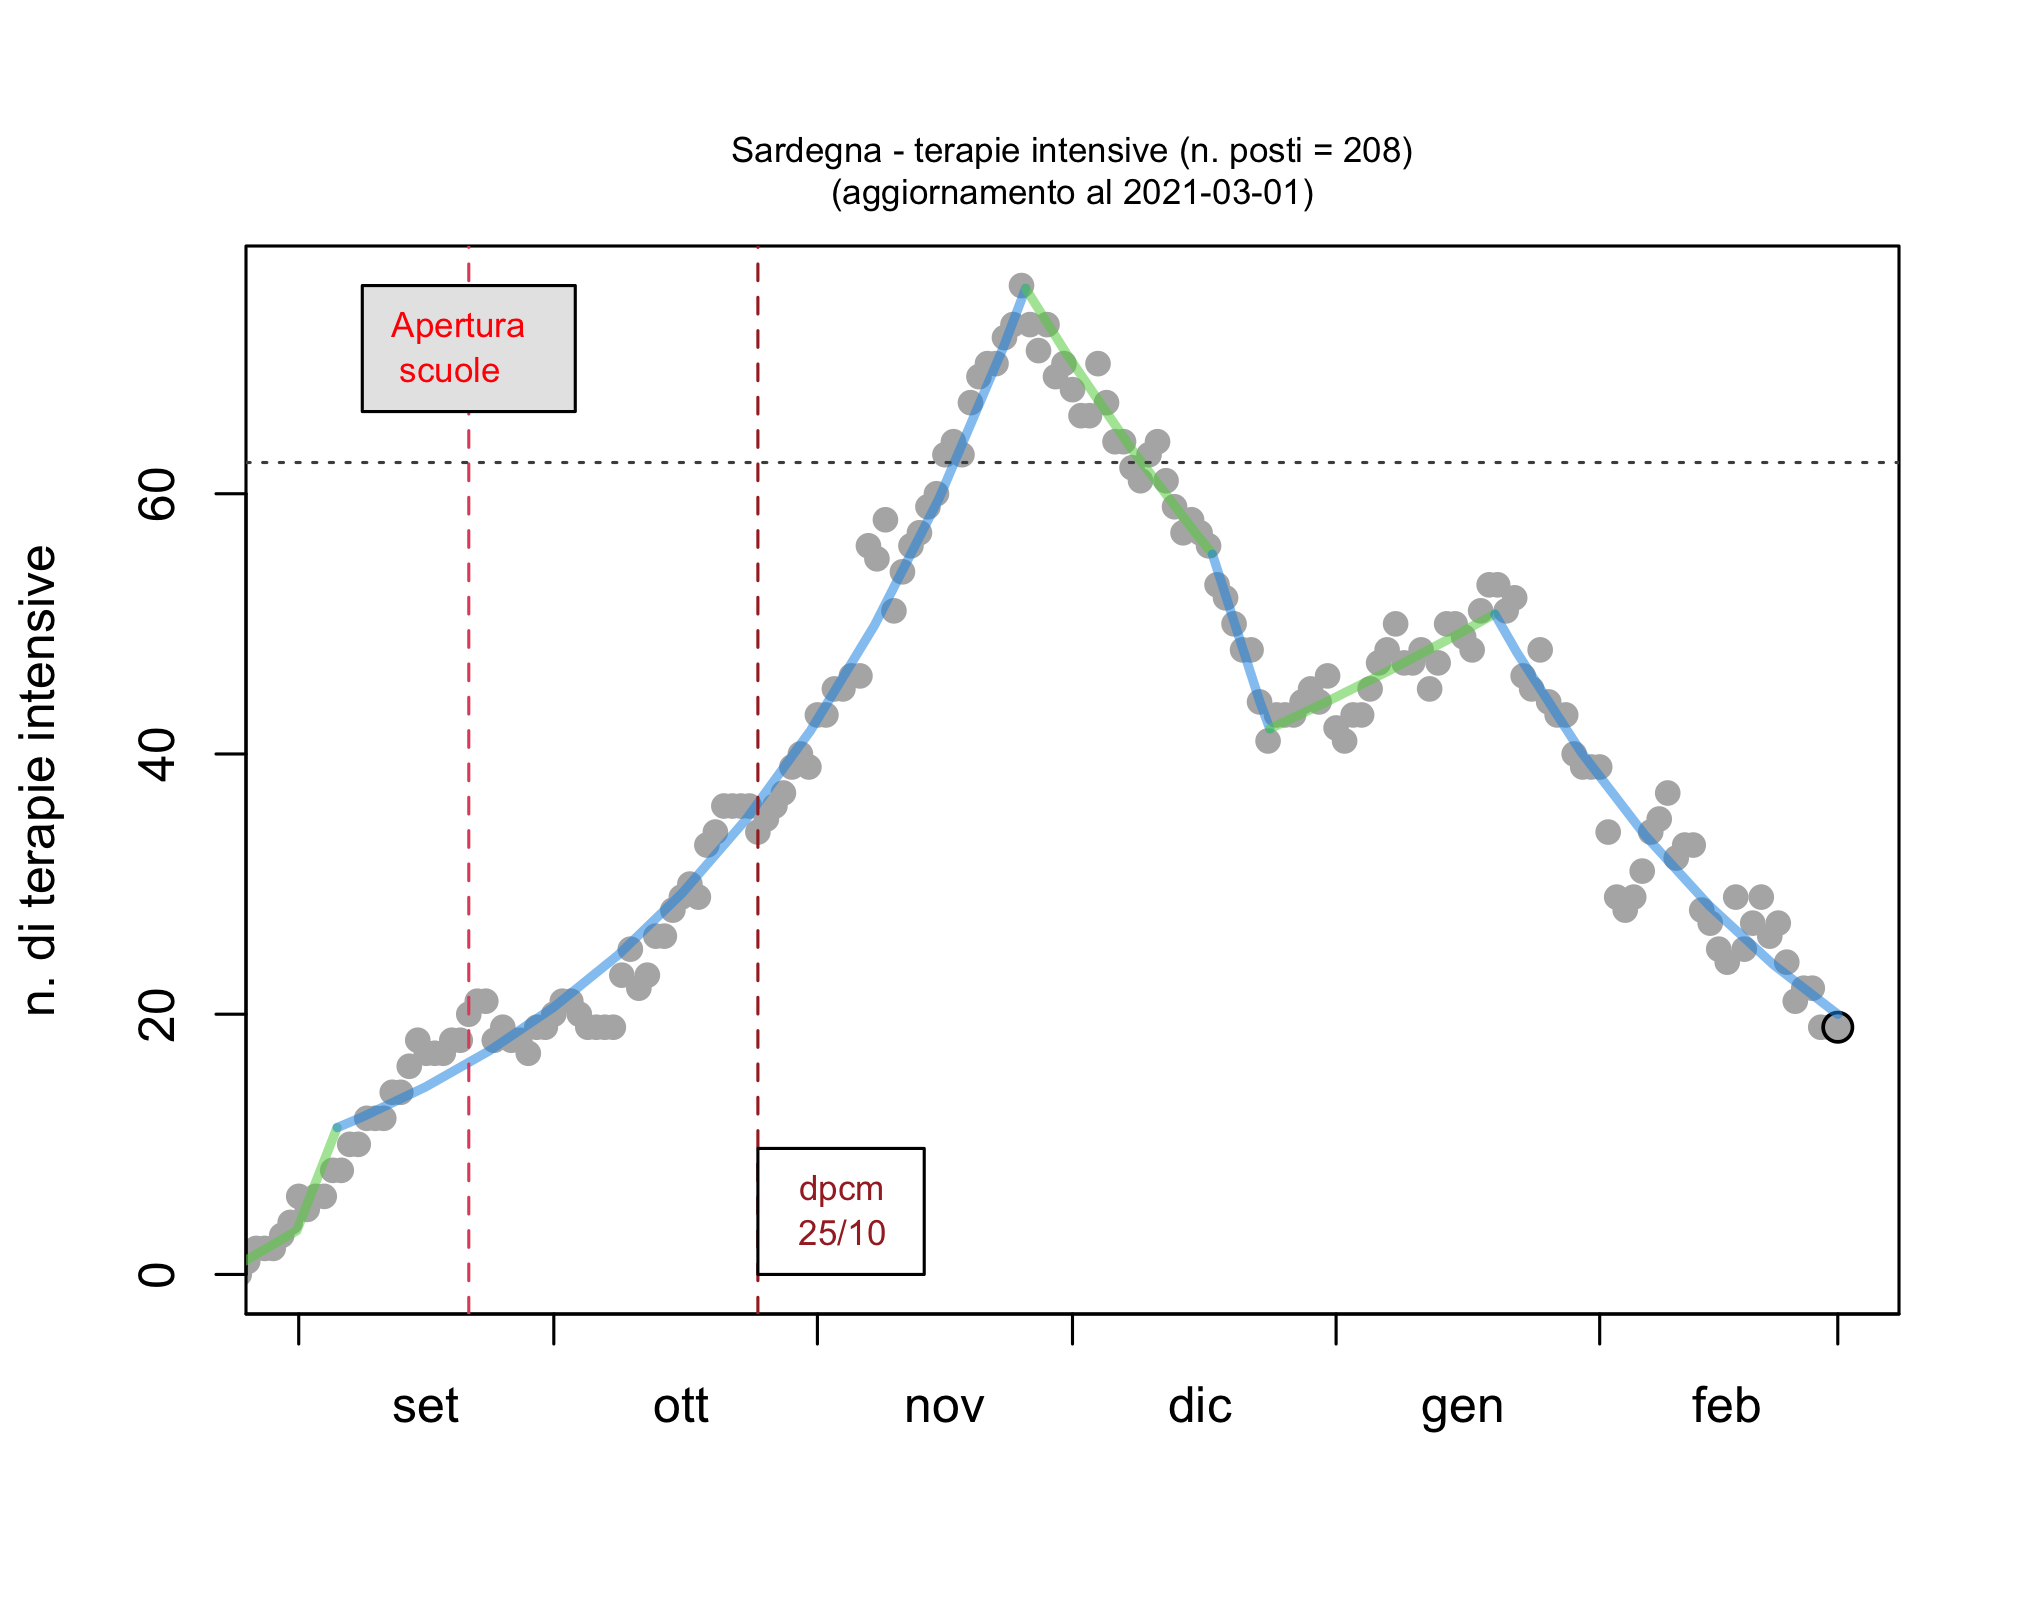 Sardegna - terapie intensive (n. posti = 208)
(aggiornamento al 2021-03-01)
Apertura
scuole
n. di terapie intensive
60
40
20
0
dpcm
25/10
set
ott
nov
dic
gen
feb